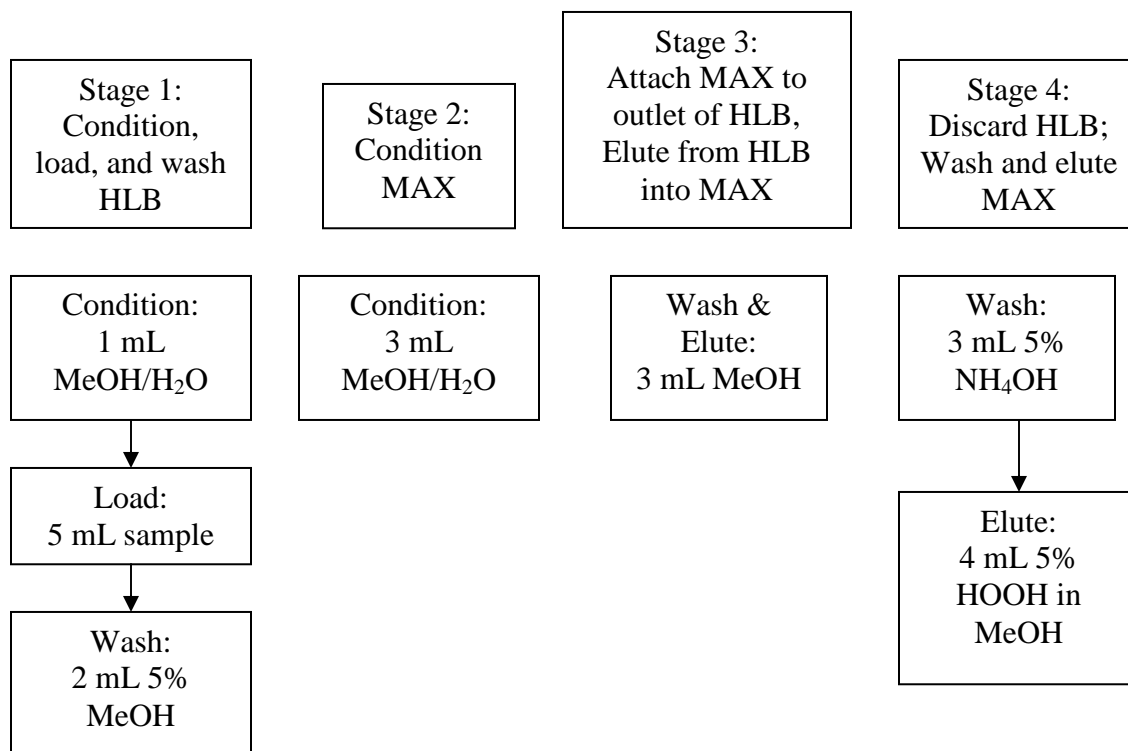 Stage 1:
Condition,
load, and wash
HLB
Stage 2:
Condition
MAX
Stage 3:
Attach MAX to
outlet of HLB,
Elute from HLB
into MAX
Stage 4:
Discard HLB;
Wash and elute
MAX
Condition:
1 mL
MeOH/H₂O
Load:
5 mL sample
Wash:
2 mL 5%
MeOH
Condition:
3 mL
MeOH/H₂O
Wash &
Elute:
3 mL MeOH
Wash:
3 mL 5%
NH₄OH
Elute:
4 mL 5%
HOOH in
MeOH